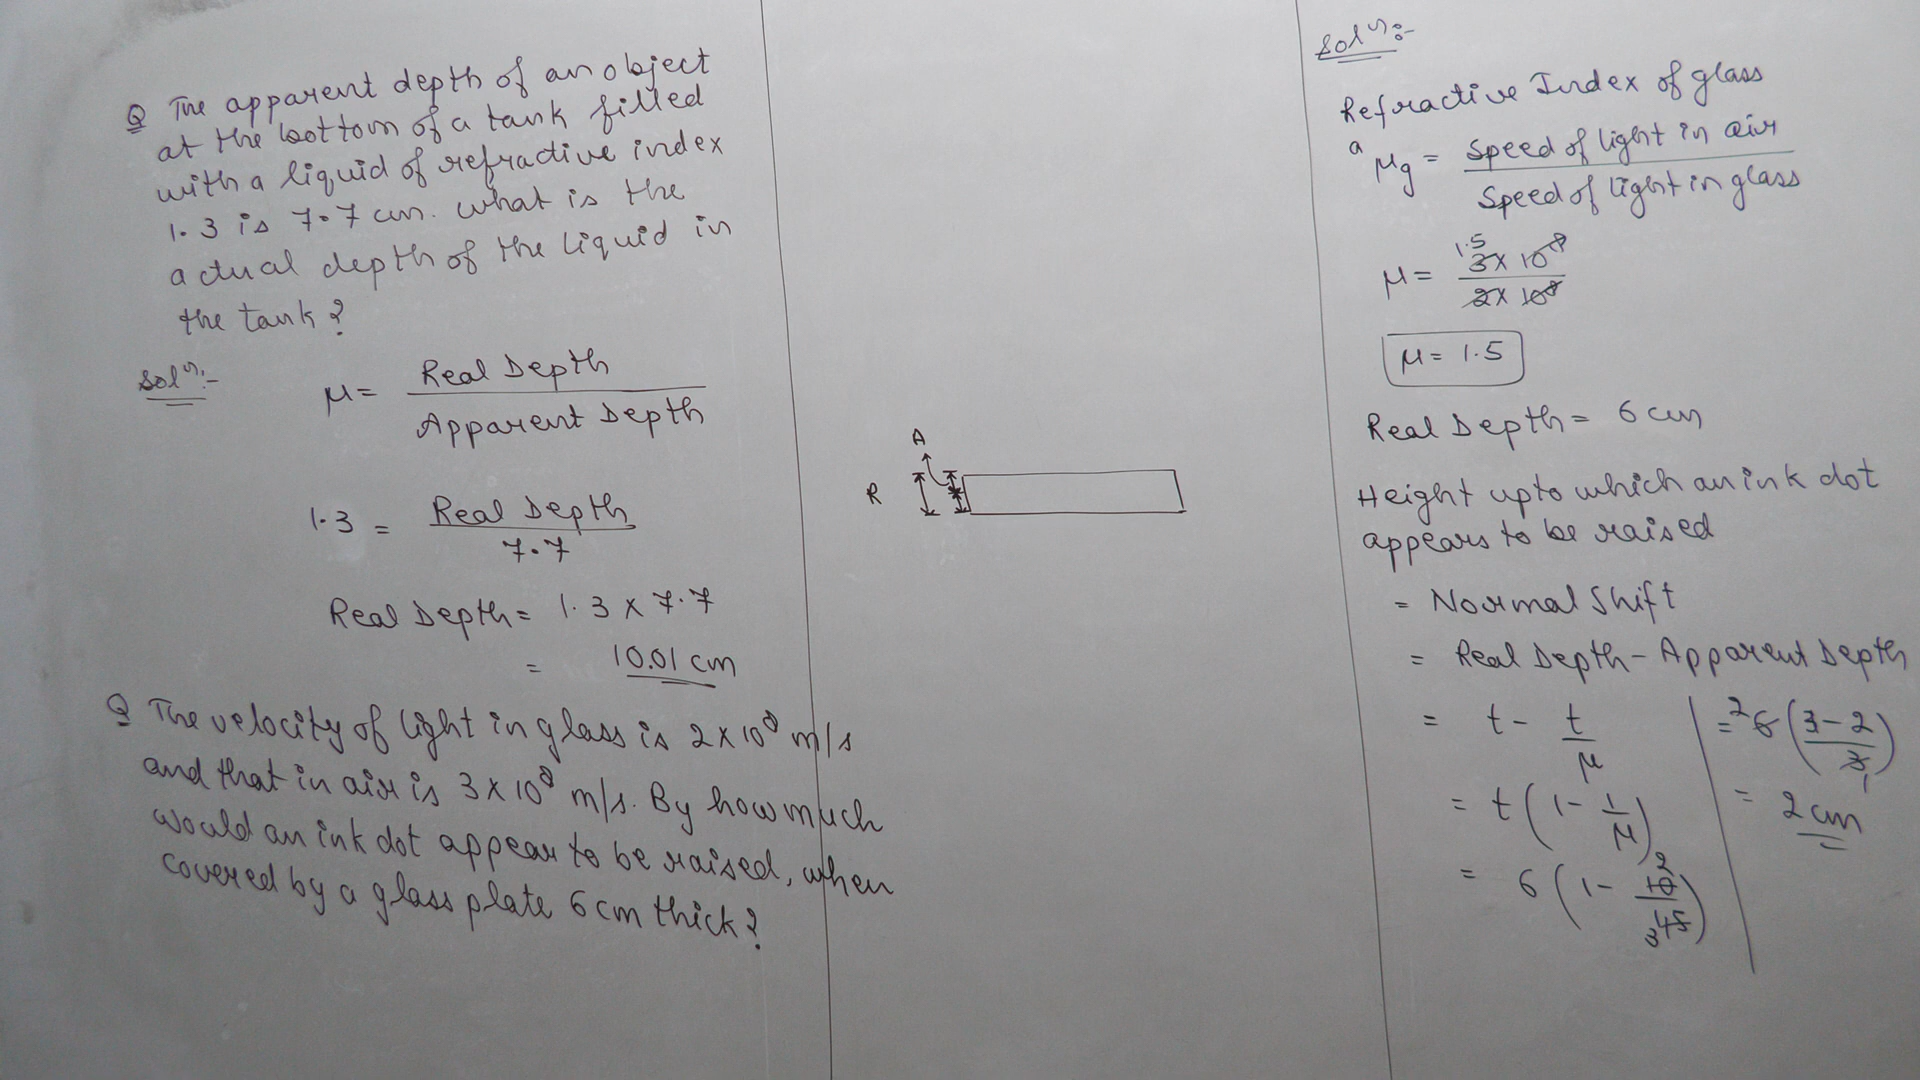 Q The apparent depth of an object
at the bottom of a tank filled
with a liquid of refractive index
1.3 is 7.7 cm. what is the
actual depth of the liquid in
the tank?
Solⁿ:-
μ = Real Depth / Apparent Depth
1.3 = Real Depth / 7.7
Real Depth = 1.3 x 7.7
= 10.01 cm
Q The velocity of light in glass is 2 x 10⁸ m/s
and that in air is 3 x 10⁸ m/s. By how much
would an ink dot appear to be raised, when
covered by a glass plate 6 cm thick?
A
R
Solⁿ:-
Refractive Index of glass
ᵃμg = Speed of light in air / Speed of light in glass
μ = 1.5 3 x 10⁸ / 2 x 10⁸
μ = 1.5
Real Depth = 6 cm
Height upto which an ink dot
appears to be raised
= Normal Shift
= Real Depth - Apparent Depth
= t - t / μ
= t (1 - 1 / μ)
= 6 (1 - 10 2 / 3 15)
= 2 6 (3 - 2 / 3 1)
= 2 cm